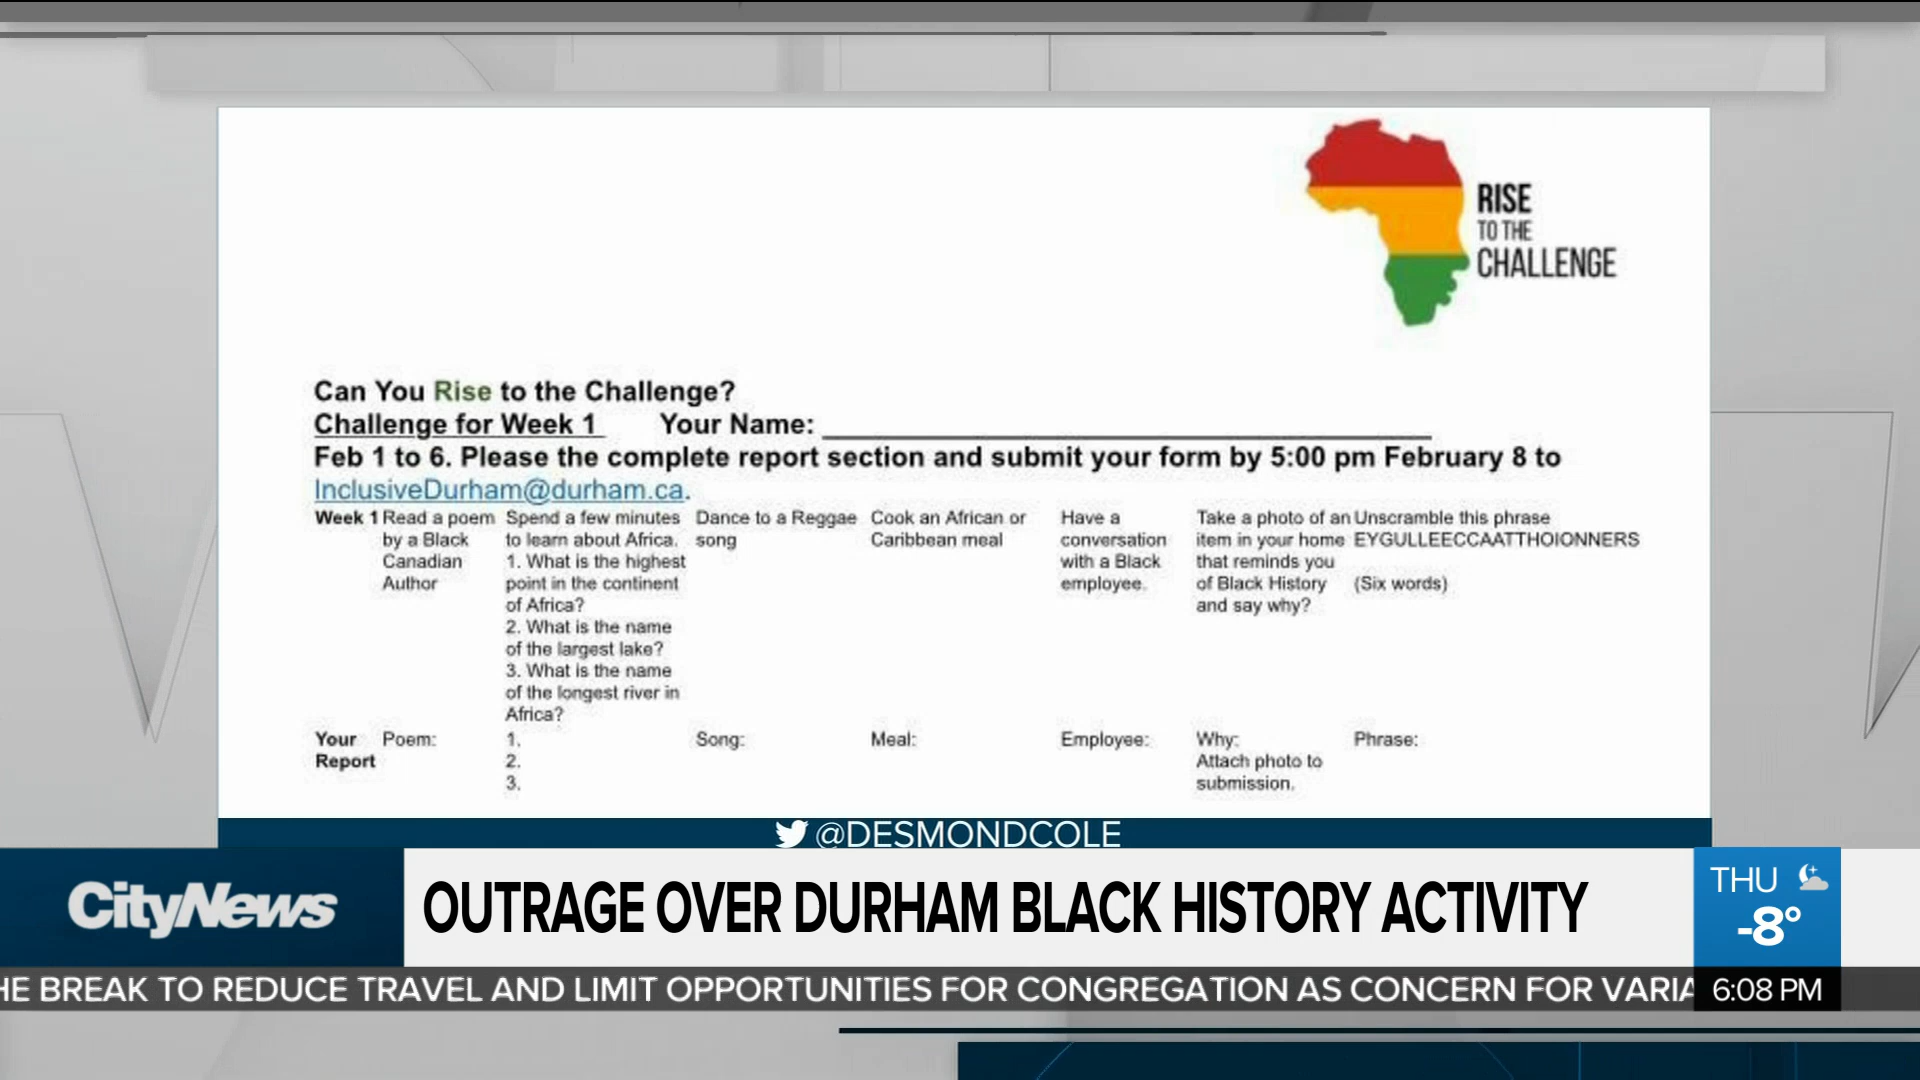 RISE
TO THE
CHALLENGE
Can You Rise to the Challenge?
Challenge for Week 1 Your Name:
Feb 1 to 6. Please the complete report section and submit your form by 5:00 pm February 8 to
InclusiveDurham@durham.ca.
Week 1
Read a poem
by a Black
Canadian
Author
Spend a few minutes
to learn about Africa.
1. What is the highest
point in the continent
of Africa?
2. What is the name
of the largest lake?
3. What is the name
of the longest river in
Africa?
Dance to a Reggae
song
Cook an African or
Caribbean meal
Have a
conversation
with a Black
employee.
Take a photo of an
item in your home
that reminds you
of Black History
and say why?
Unscramble this phrase
EYGULLEECCAATTHOIONNERS
(Six words)
Your
Report
Poem:
1.
2.
3.
Song:
Meal:
Employee:
Why:
Attach photo to
submission.
Phrase:
@DESMONDCOLE
CityNews
OUTRAGE OVER DURHAM BLACK HISTORY ACTIVITY
THU
-8°
HE BREAK TO REDUCE TRAVEL AND LIMIT OPPORTUNITIES FOR CONGREGATION AS CONCERN FOR VARIA
6:08 PM